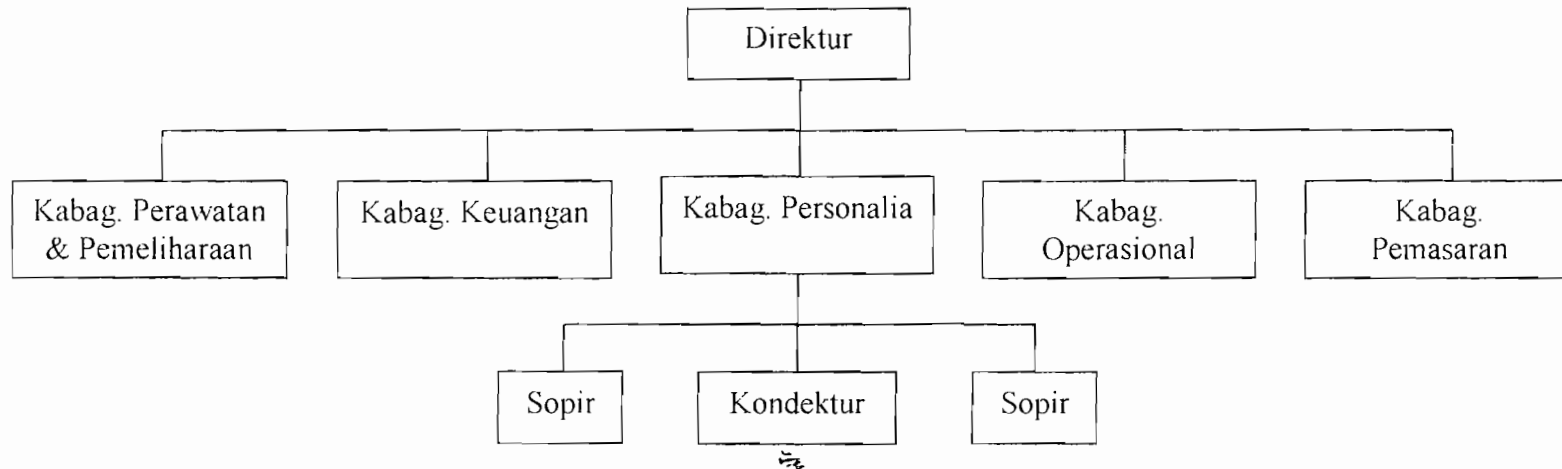 Direktur
Kabag. Perawatan
& Pemeliharaan
Kabag. Keuangan
Kabag. Personalia
Kabag.
Operasional
Kabag.
Pemasaran
Sopir
Kondektur
Sopir